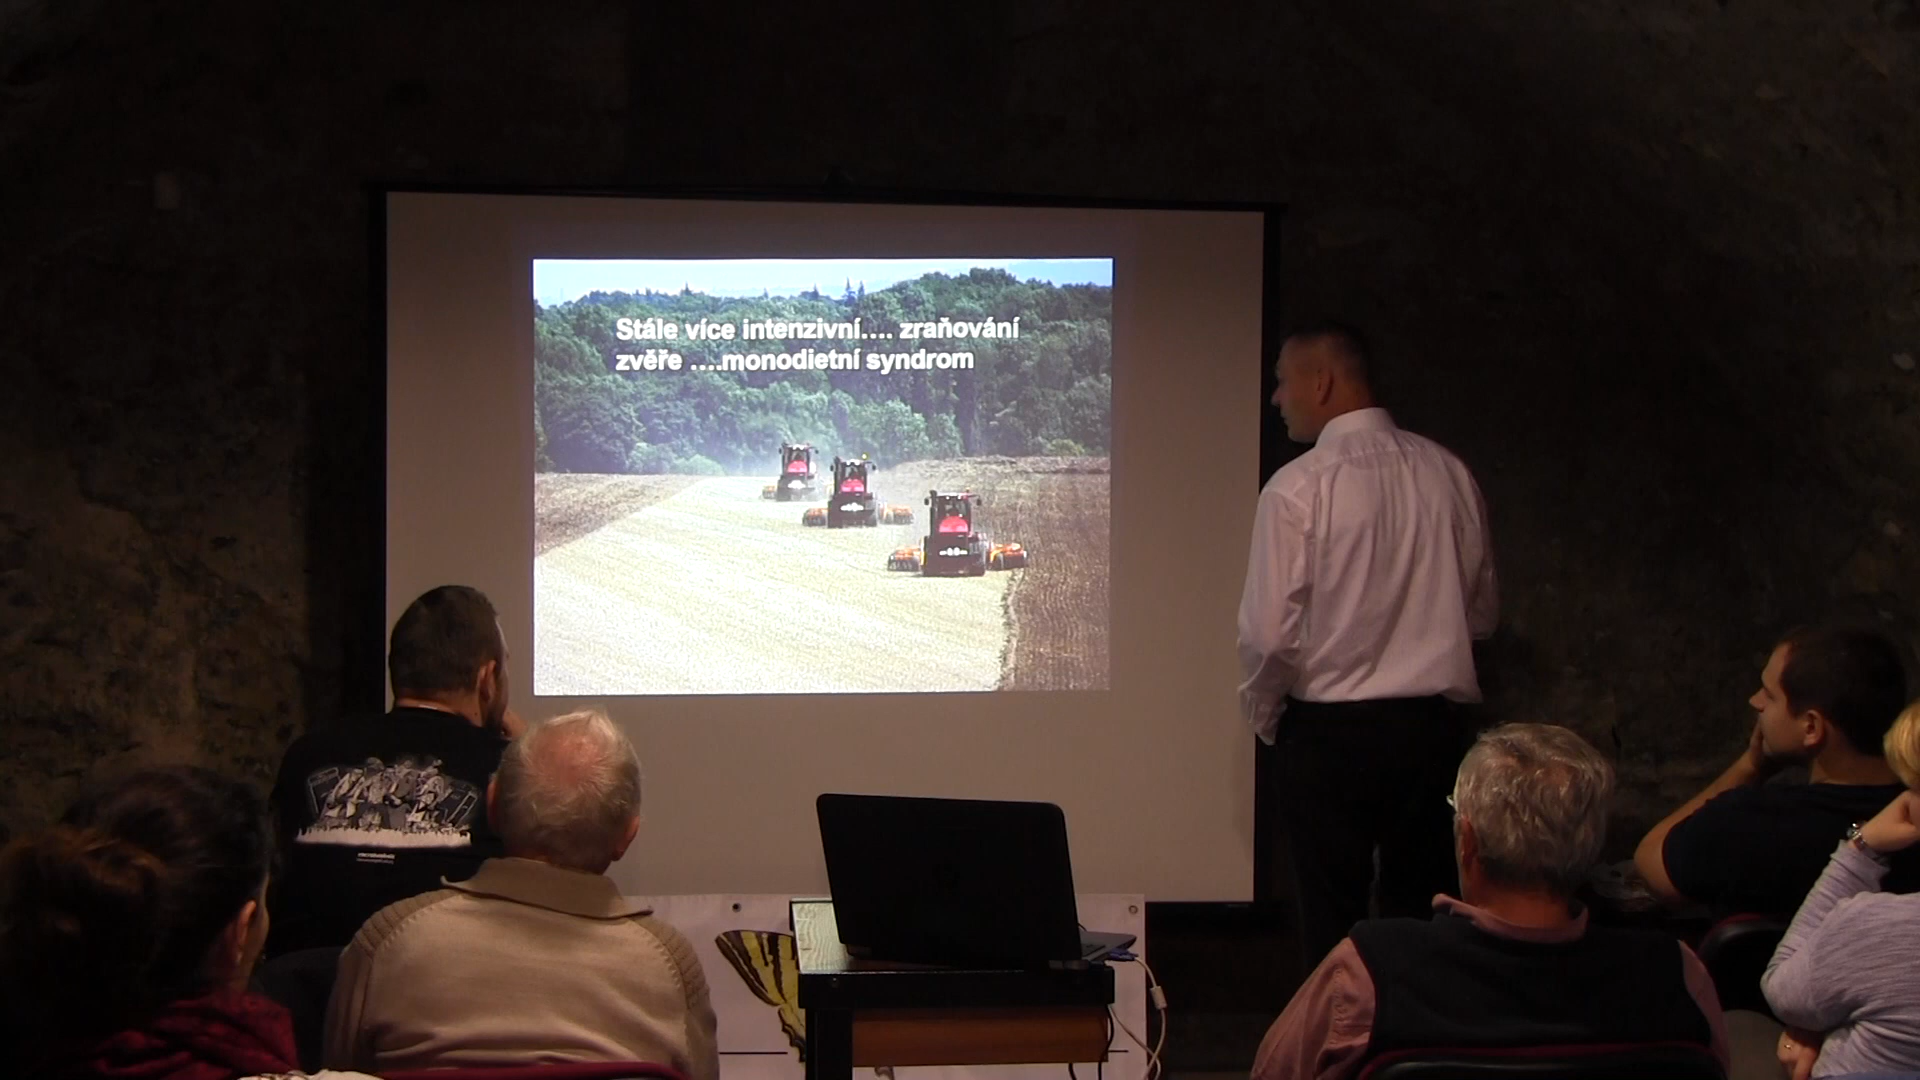 Stále více intenzivní.... zraňování
zvěře ....monodietní syndrom